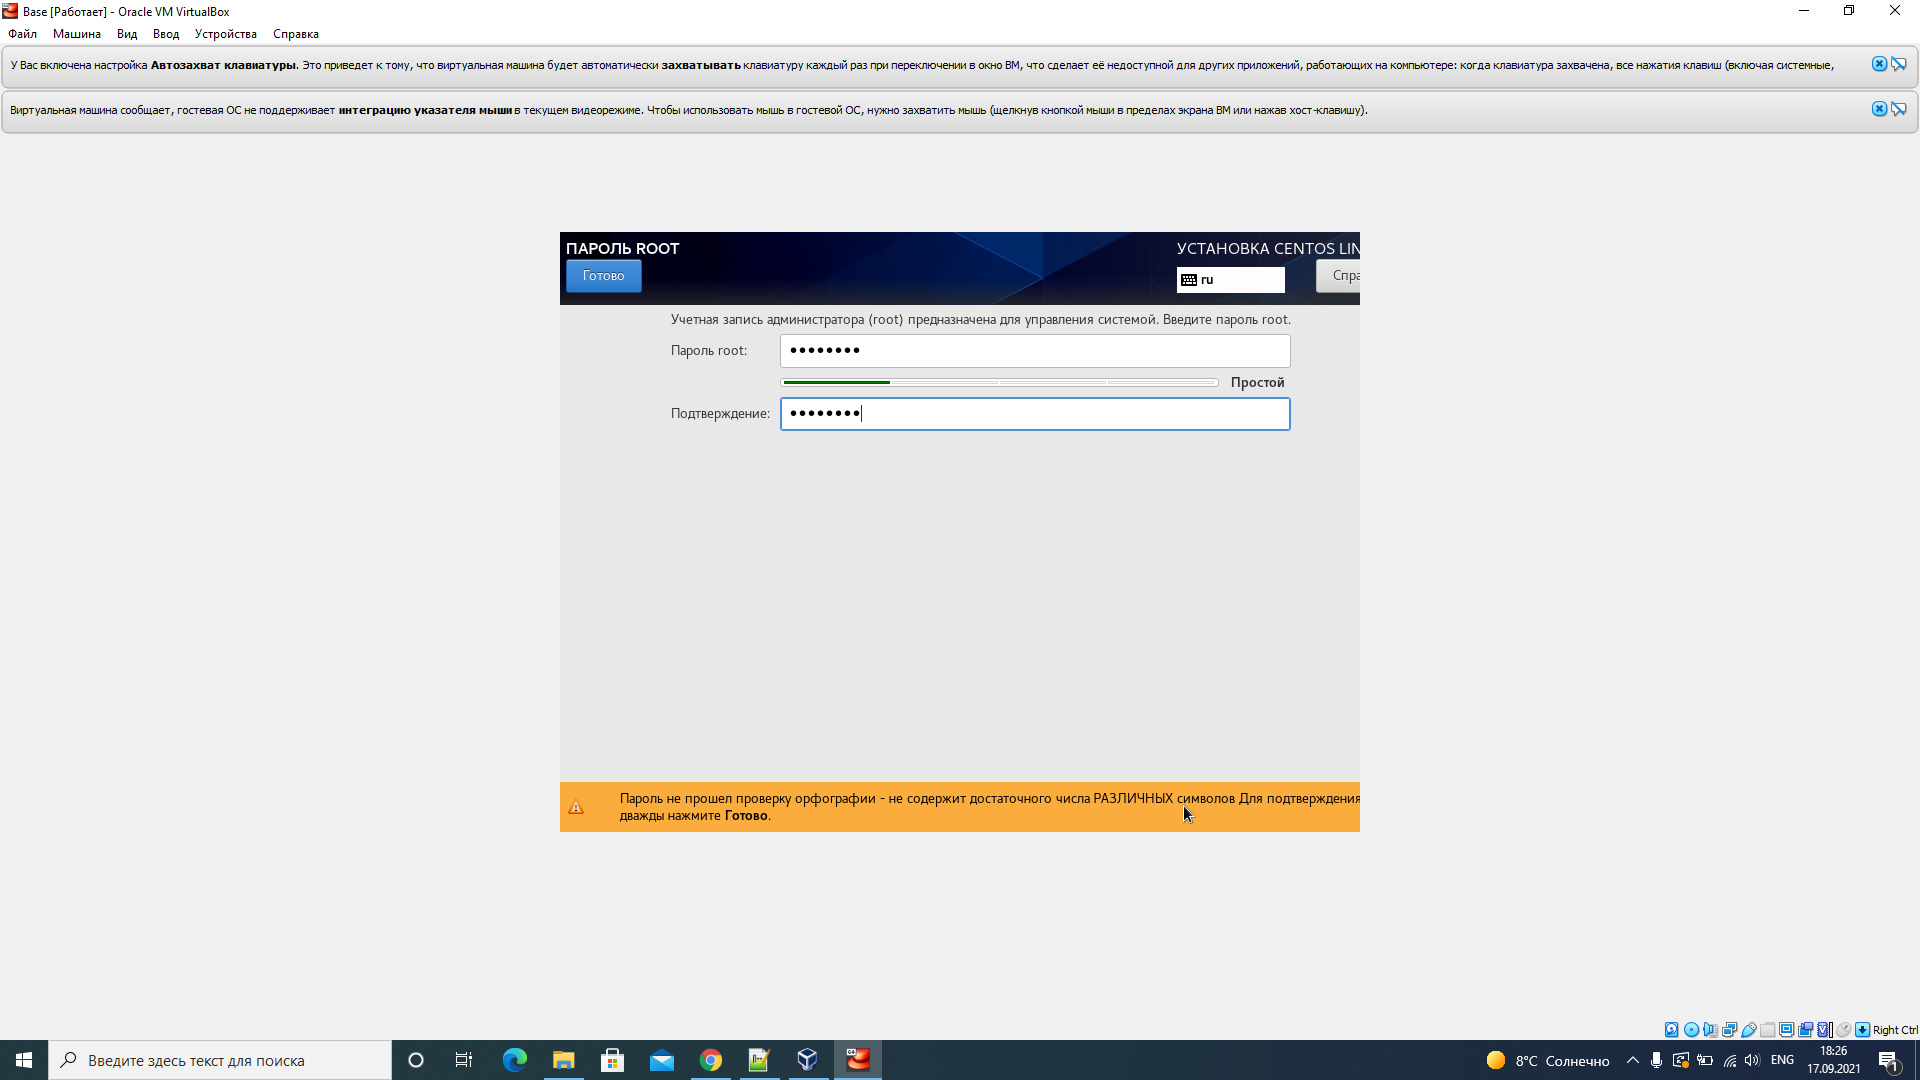 Base [Работает] - Oracle VM VirtualBox
Файл Машина Вид Ввод Устройства Справка
У Вас включена настройка Автозахват клавиатуры. Это приведет к тому, что виртуальная машина будет автоматически захватывать клавиатуру каждый раз при переключении в окно ВМ, что сделает её недоступной для других приложений, работающих на компьютере: когда клавиатура захвачена, все нажатия клавиш (включая системные,
Виртуальная машина сообщает, гостевая ОС не поддерживает интеграцию указателя мыши в текущем видеорежиме. Чтобы использовать мышь в гостевой ОС, нужно захватить мышь (щелкнув кнопкой мыши в пределах экрана ВМ или нажав хост-клавишу).
ПАРОЛЬ ROOT
УСТАНОВКА CENTOS LIN
Готово
ru
Спра
Учетная запись администратора (root) предназначена для управления системой. Введите пароль root.
Пароль root: ••••••••
Простой
Подтверждение: ••••••••
Пароль не прошел проверку орфографии - не содержит достаточного числа РАЗЛИЧНЫХ символов Для подтверждения
дважды нажмите Готово.
Right Ctrl
Введите здесь текст для поиска
8°C Солнечно
ENG
18:26
17.09.2021
1